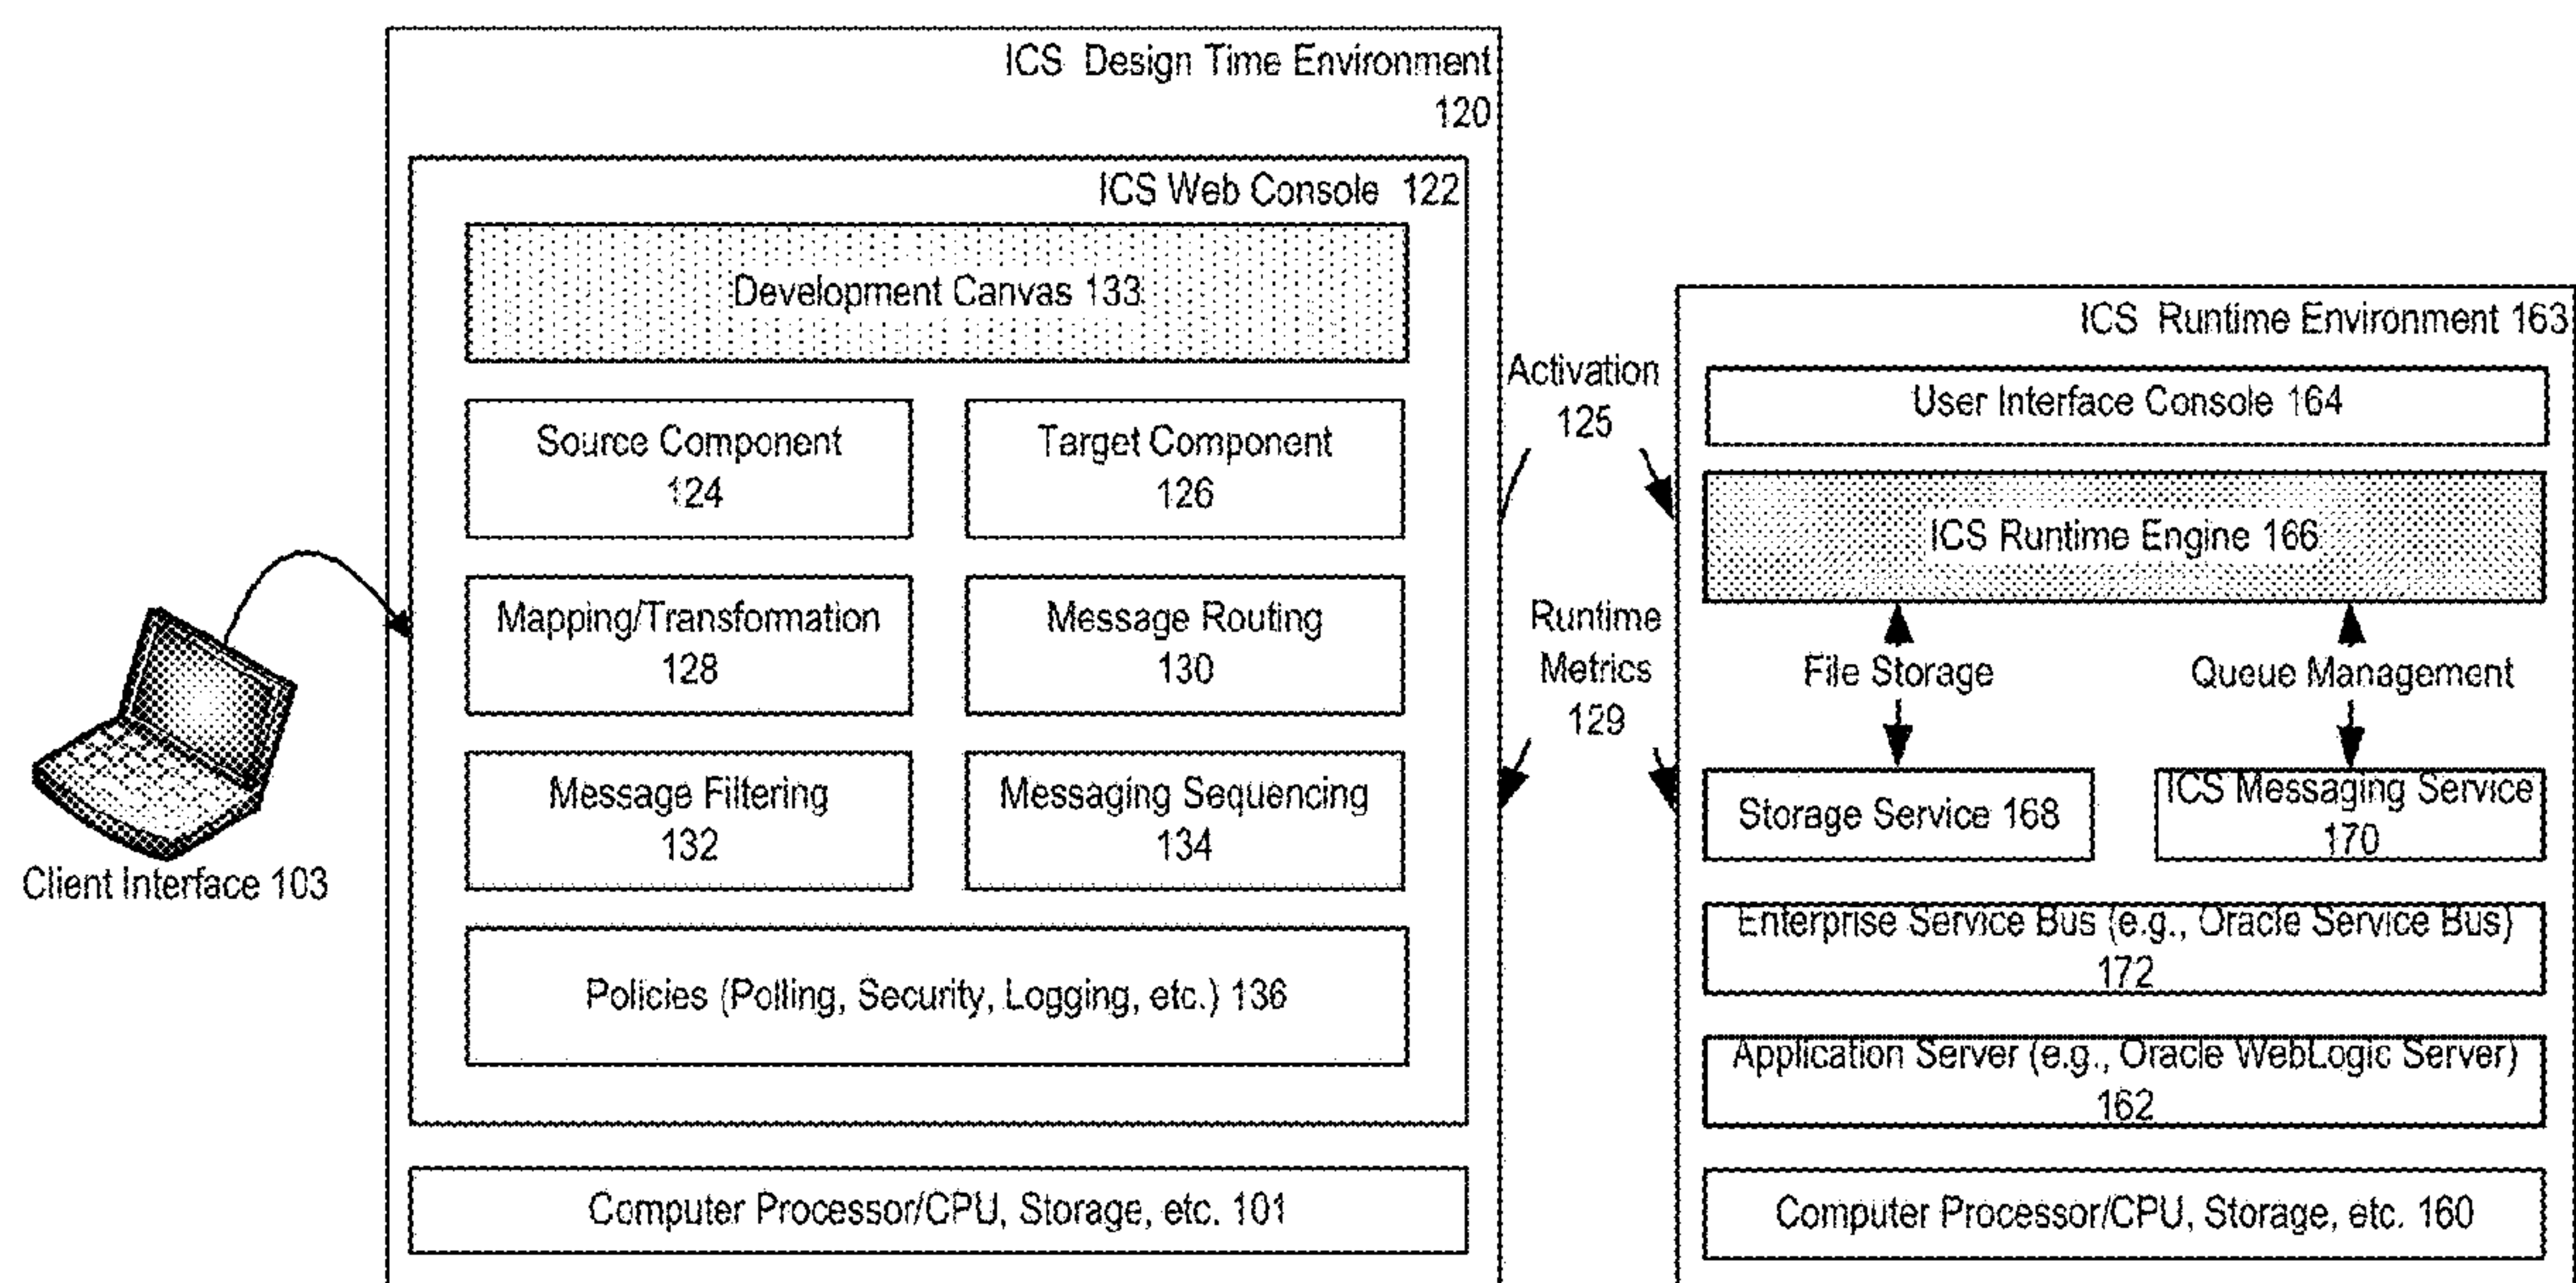 ICS Design Time Environment
120
ICS Web Console 122
Development Canvas 133
Source Component
124
Target Component
126
Mapping/Transformation
128
Message Routing
130
Message Filtering
132
Messaging Sequencing
134
Policies (Polling, Security, Logging, etc.) 136
Computer Processor/CPU, Storage, etc. 101
Client Interface 103
Activation
125
Runtime
Metrics
129
ICS Runtime Environment 163
User Interface Console 164
ICS Runtime Engine 166
File Storage
Queue Management
Storage Service 168
ICS Messaging Service
170
Enterprise Service Bus (e.g., Oracle Service Bus)
172
Application Server (e.g., Oracle WebLogic Server)
162
Computer Processor/CPU, Storage, etc. 160